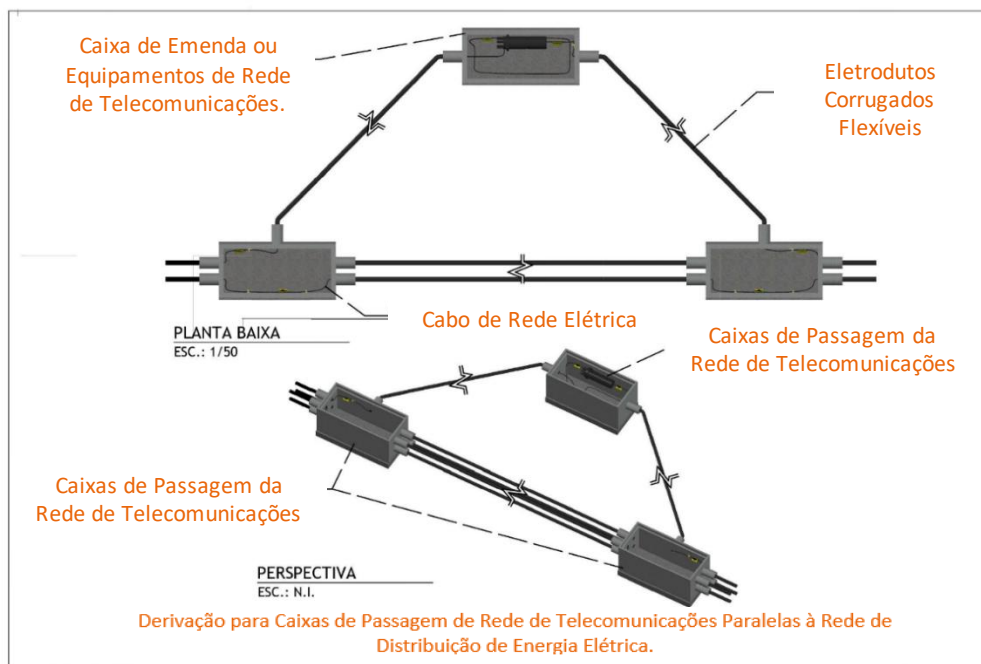 Caixa de Emenda ou
Equipamentos de Rede
de Telecomunicações.
Eletrodutos
Corrugados
Flexíveis
Cabo de Rede Elétrica
PLANTA BAIXA
ESC.: 1/50
Caixas de Passagem da
Rede de Telecomunicações
Caixas de Passagem da
Rede de Telecomunicações
PERSPECTIVA
ESC.: N.I.
Derivação para Caixas de Passagem de Rede de Telecomunicações Paralelas à Rede de
Distribuição de Energia Elétrica.